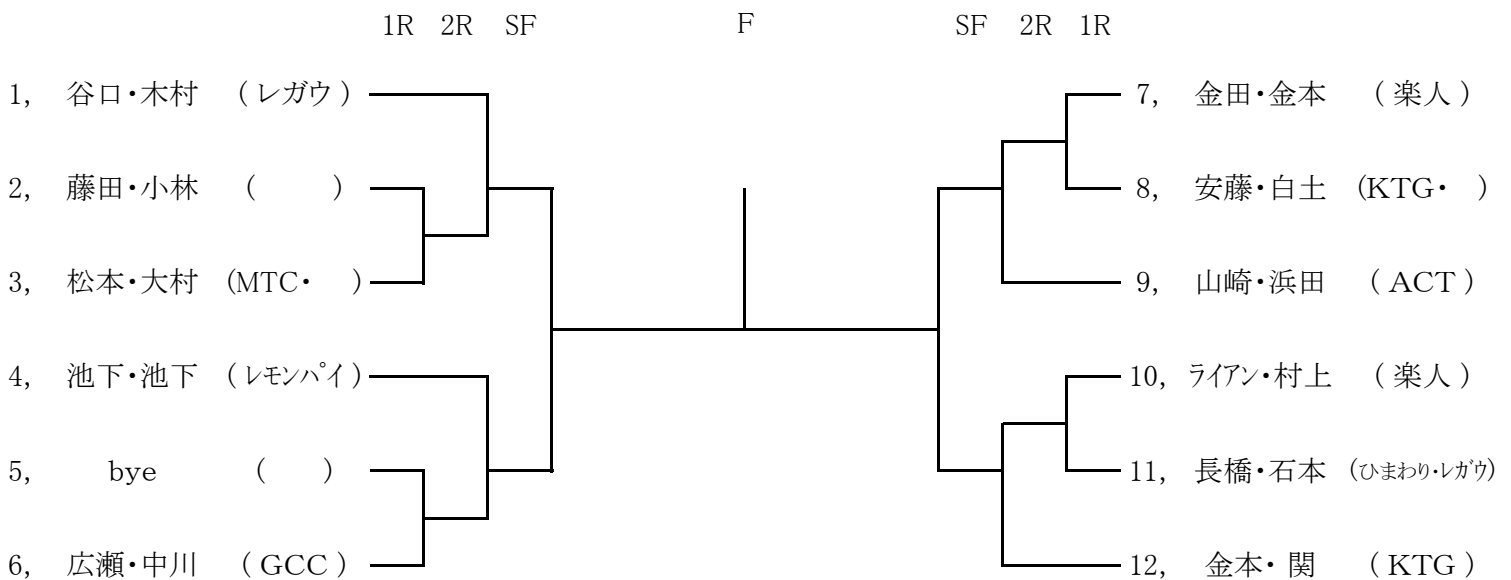 1R 2R SF F SF 2R 1R
1, 谷口・木村 (レガウ) 7, 金田・金本 (楽人)
2, 藤田・小林 ( ) 8, 安藤・白土 (KTG・ )
3, 松本・大村 (MTC・ ) 9, 山崎・浜田 (ACT)
4, 池下・池下 (レモンパイ) 10, ライアン・村上 (楽人)
5, bye ( ) 11, 長橋・石本 (ひまわり・レガウ)
6, 広瀬・中川 (GCC) 12, 金本・関 (KTG)